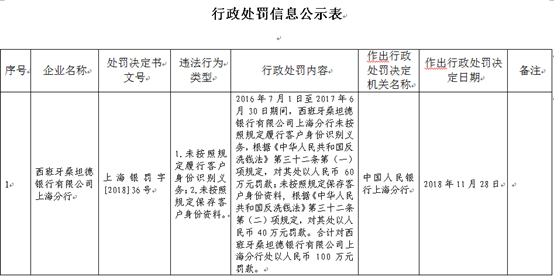 行政处罚信息公示表
序号
企业名称
处罚决定书
文号
违法行为
类型
行政处罚内容
作出行政
处罚决定
机关名称
作出行政处罚决
定日期
备注
1
西班牙桑坦德
银行有限公司
上海分行
上海银罚字
[2018]36号
1.未按照规
定履行客户
身份识别义
务;2.未按照
规定保存客
户身份资料。
2016年7月1日至2017年6
月30日期间，西班牙桑坦德
银行有限公司上海分行未按
照规定履行客户身份识别义
务，根据《中华人民共和国反
洗钱法》第三十二条第（一）
项规定，对其处以人民币 60
万元罚款；未按照规定保存客
户身份资料，根据《中华人民
共和国反洗钱法》第三十二条
第（二）项规定，对其处以人
民币 40 万元罚款。合计对西
班牙桑坦德银行有限公司上
海分行处以人民币 100 万元
罚款。
中国人民银
行上海分行
2018年11月28日